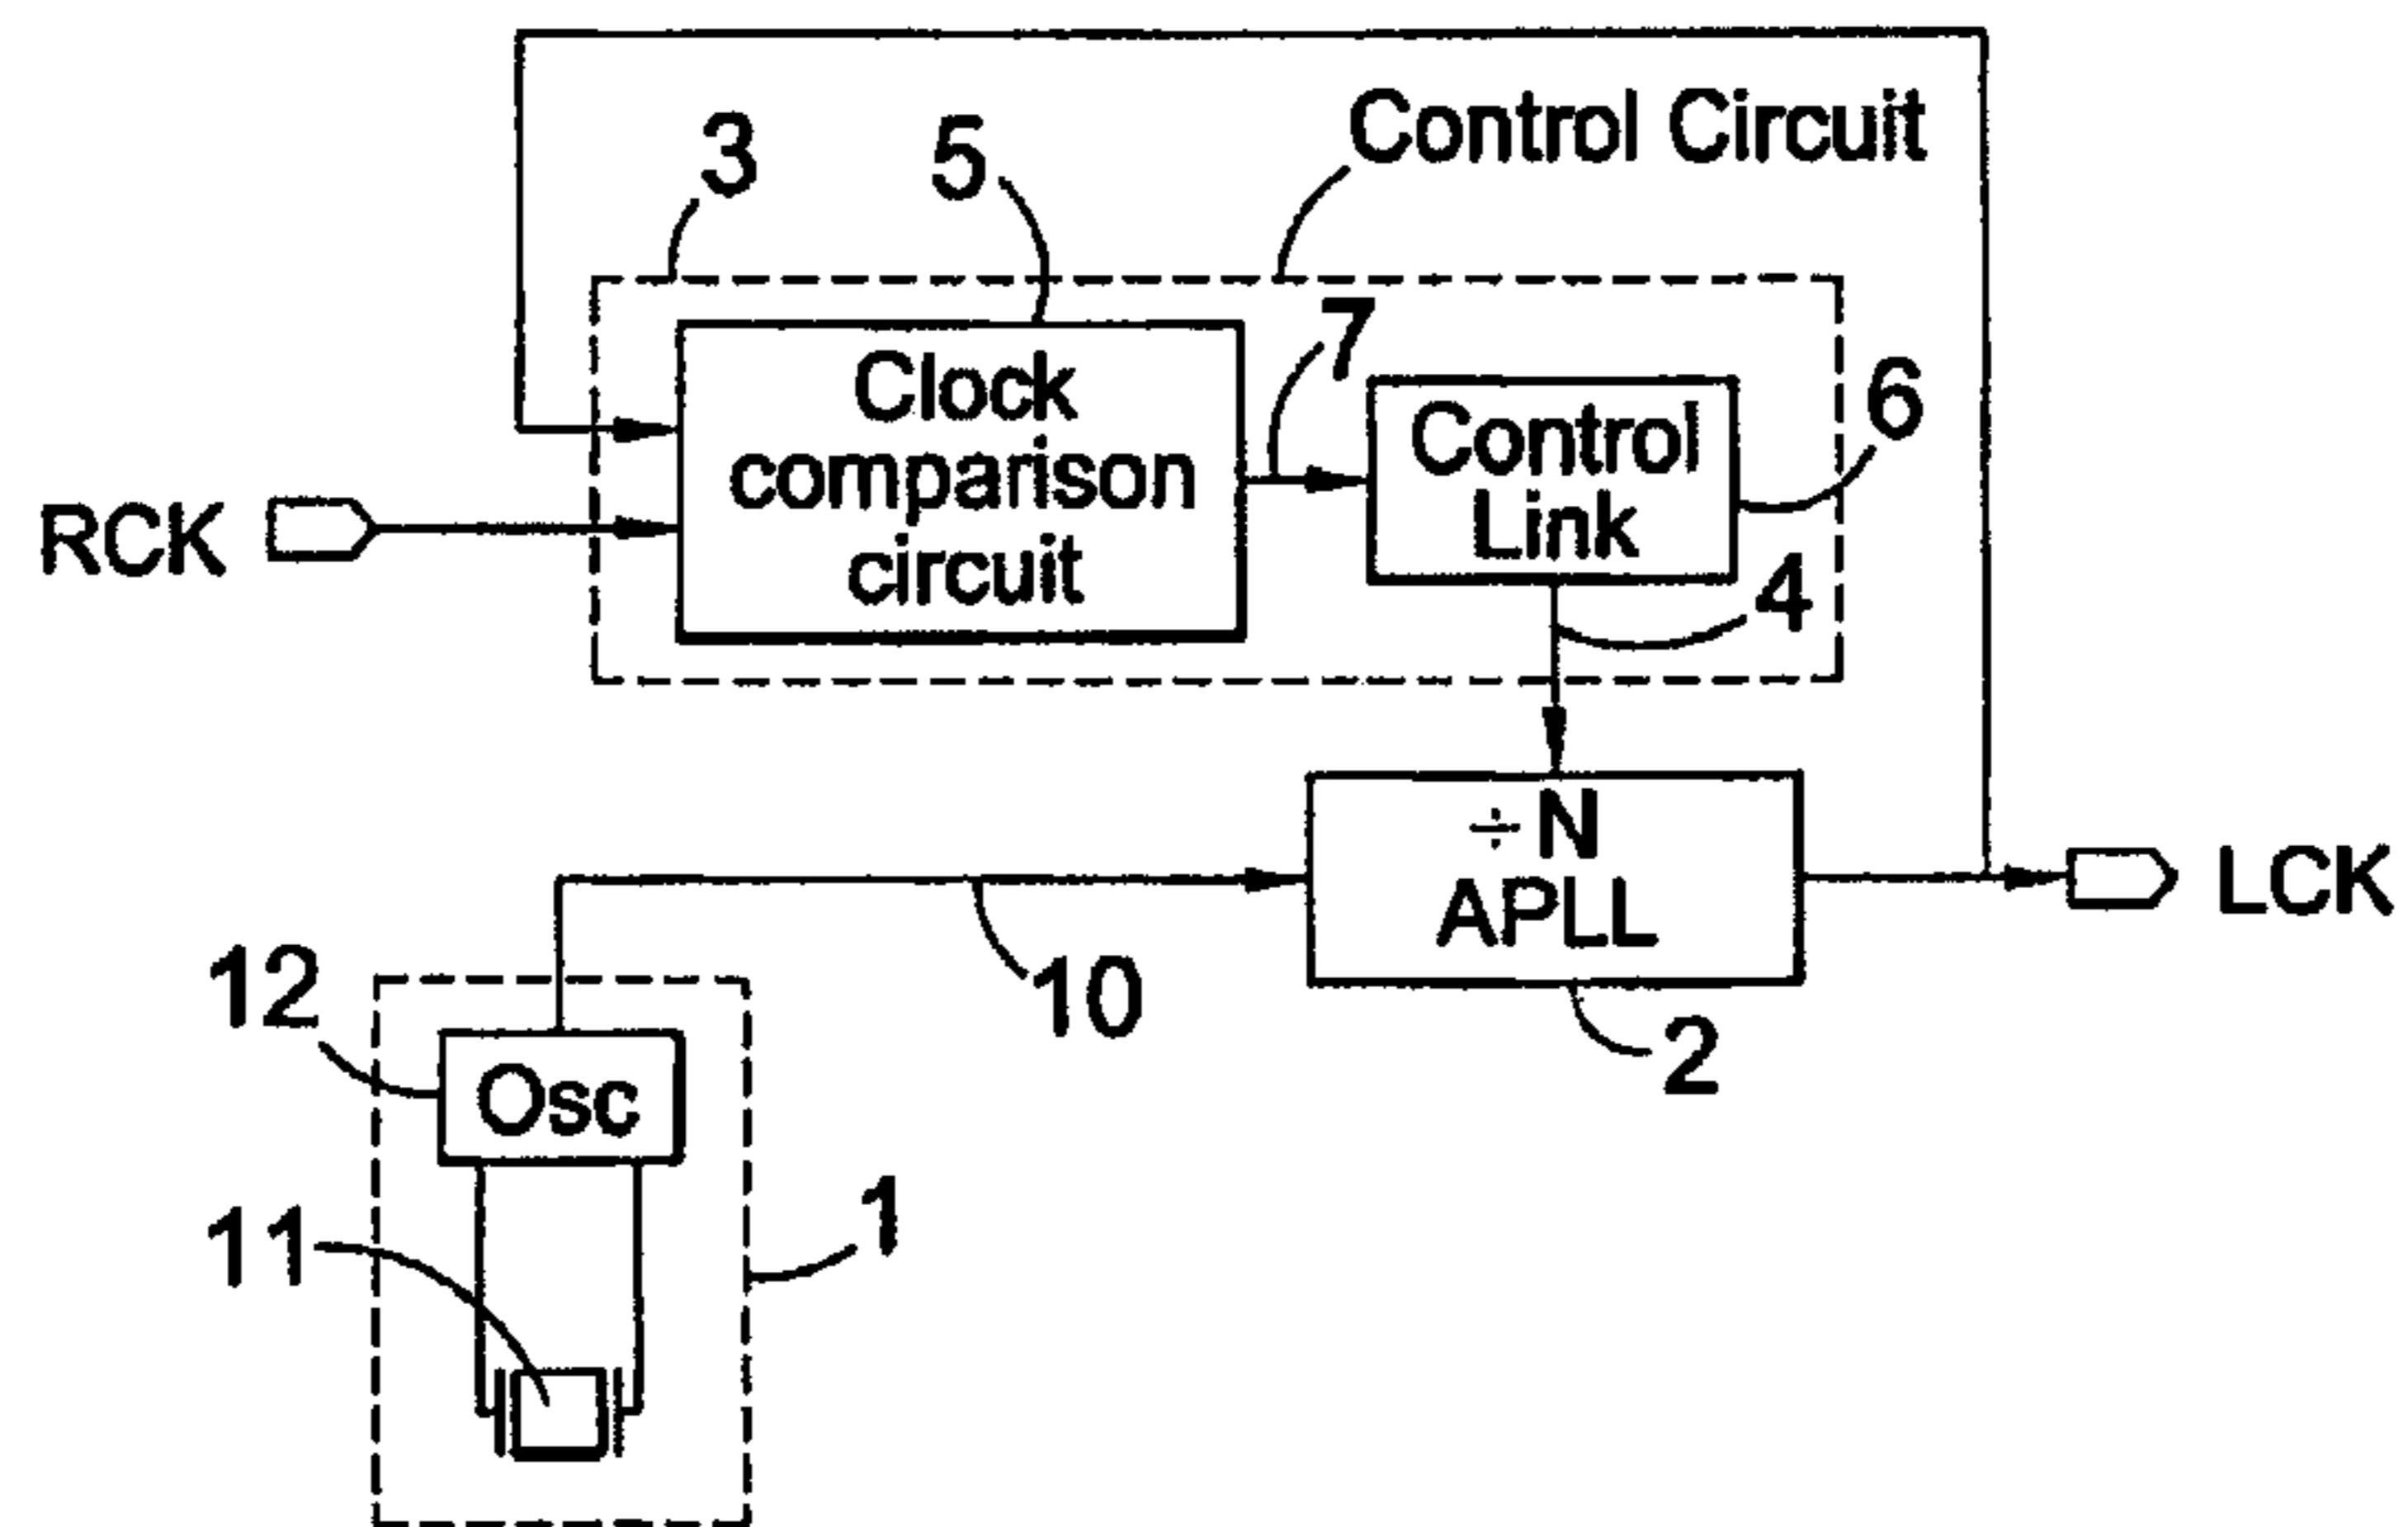 Control Circuit
3
5
7
Clock
comparison
circuit
Control
Link
6
RCK
4
÷ N
APLL
LCK
10
12
2
Osc
1
11